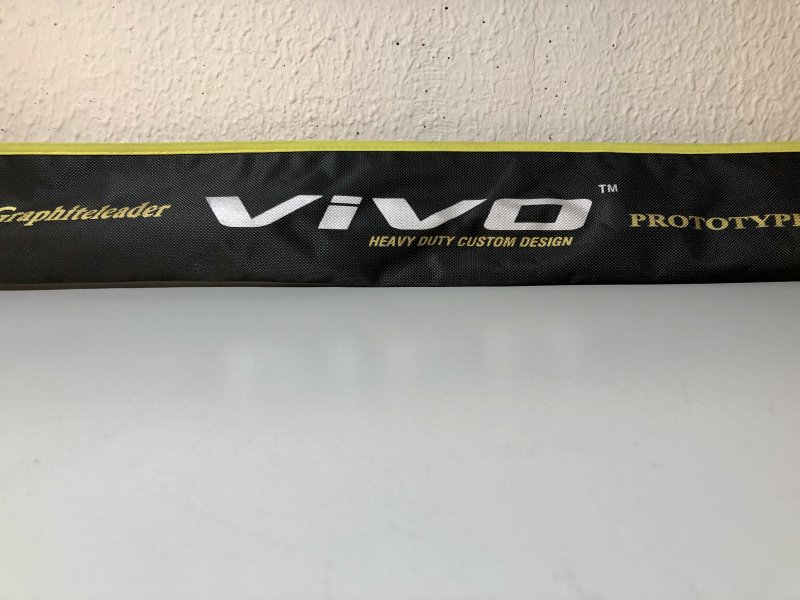 Graphiteleader ViVO™ PROTOTYPE
HEAVY DUTY CUSTOM DESIGN